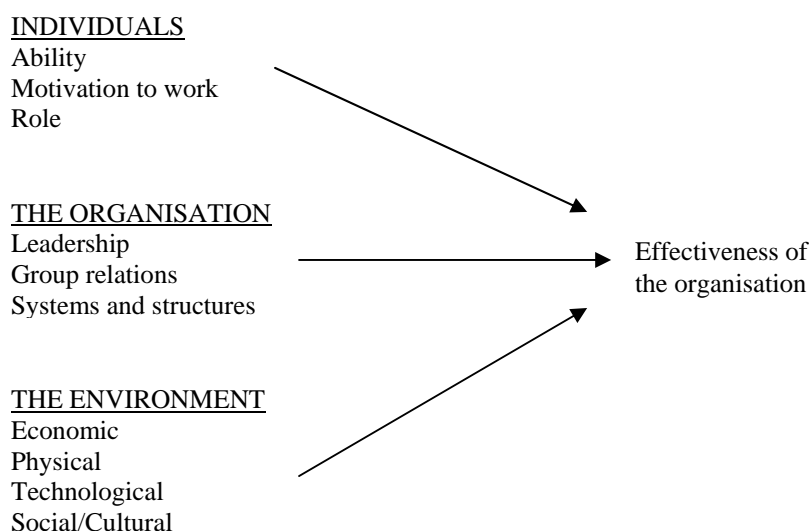 INDIVIDUALS
Ability
Motivation to work
Role
THE ORGANISATION
Leadership
Group relations
Systems and structures
Effectiveness of
the organisation
THE ENVIRONMENT
Economic
Physical
Technological
Social/Cultural